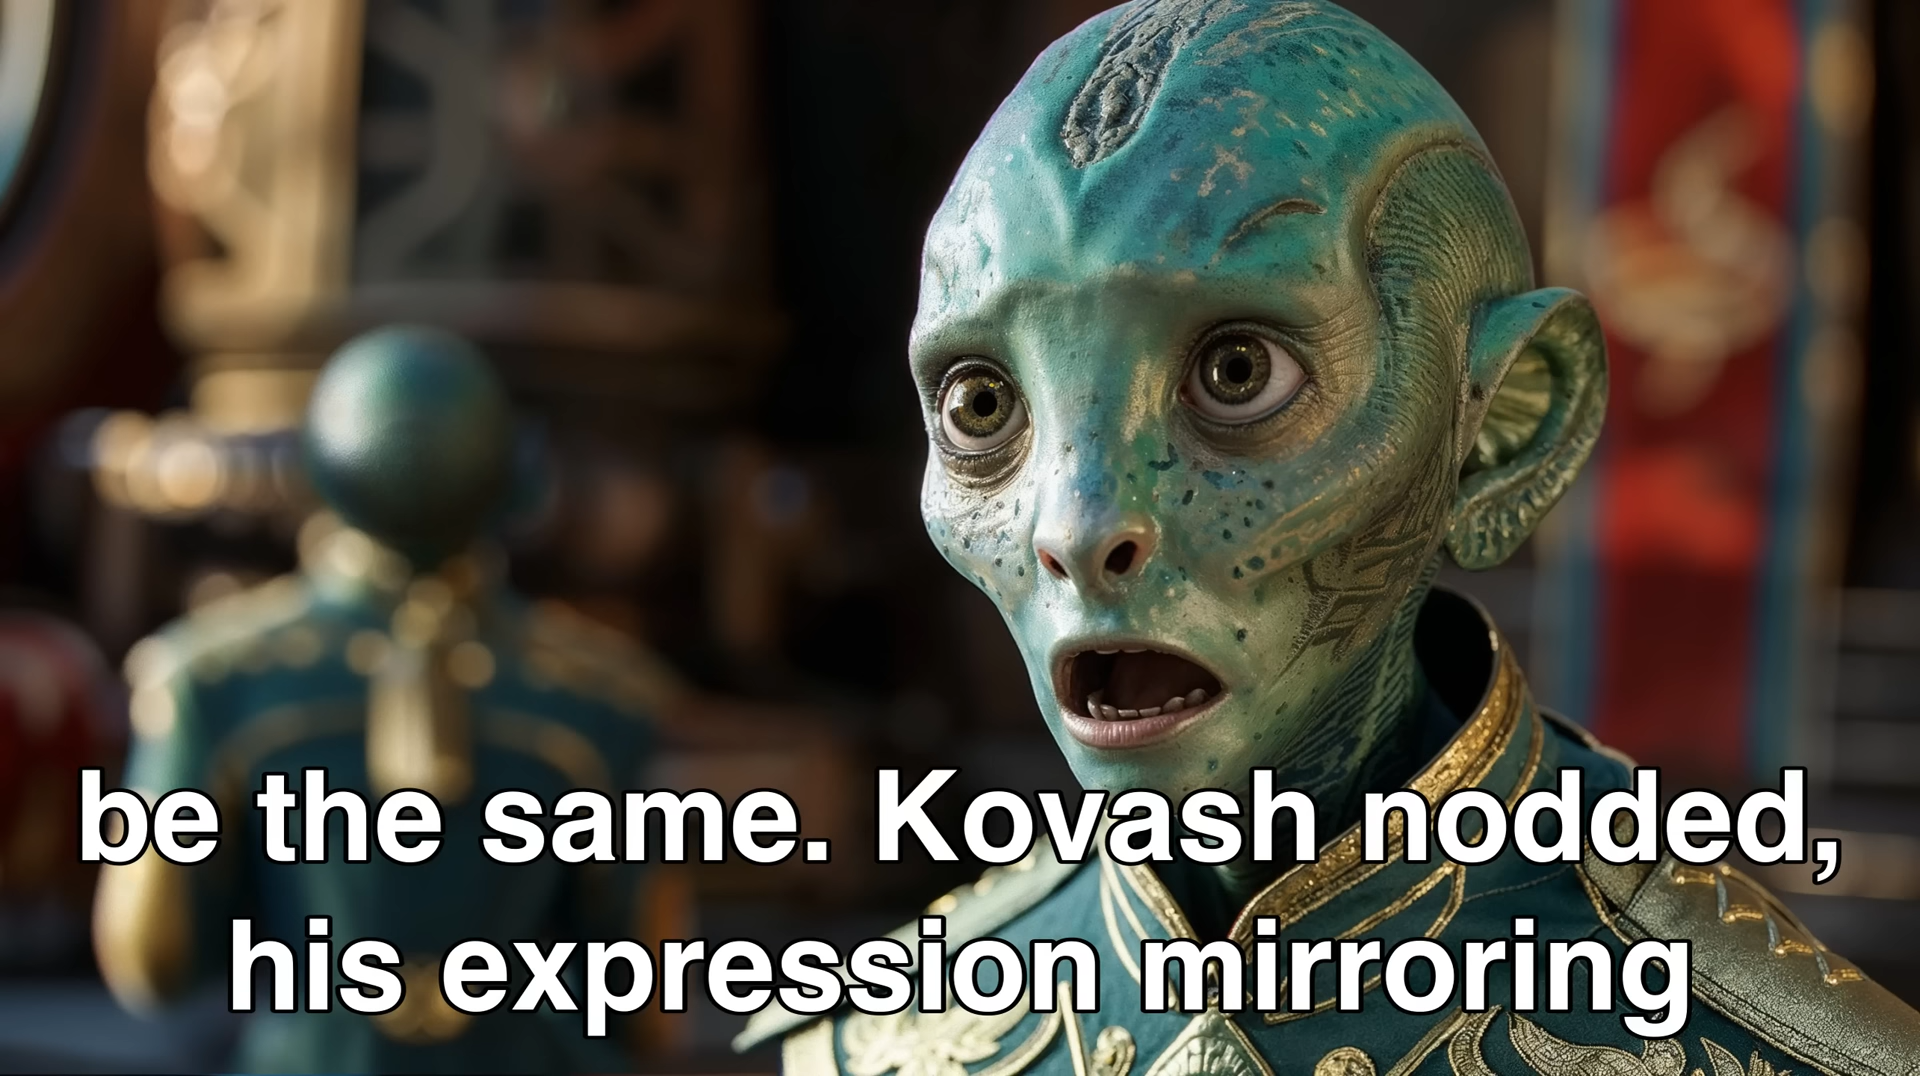 be the same. Kovash nodded,
his expression mirroring